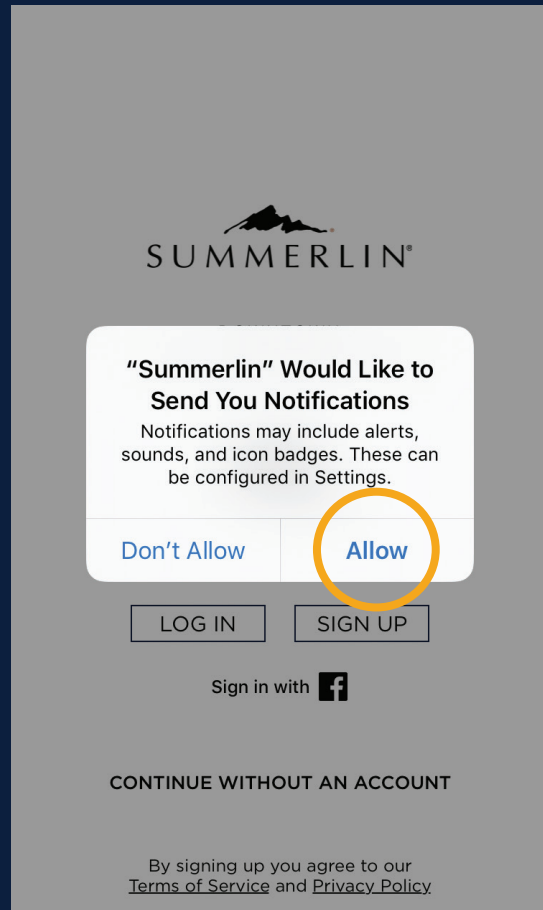 SUMMERLIN®
"Summerlin" Would Like to
Send You Notifications
Notifications may include alerts,
sounds, and icon badges. These can
be configured in Settings.
Don't Allow
Allow
LOG IN
SIGN UP
Sign in with
CONTINUE WITHOUT AN ACCOUNT
By signing up you agree to our
Terms of Service and Privacy Policy